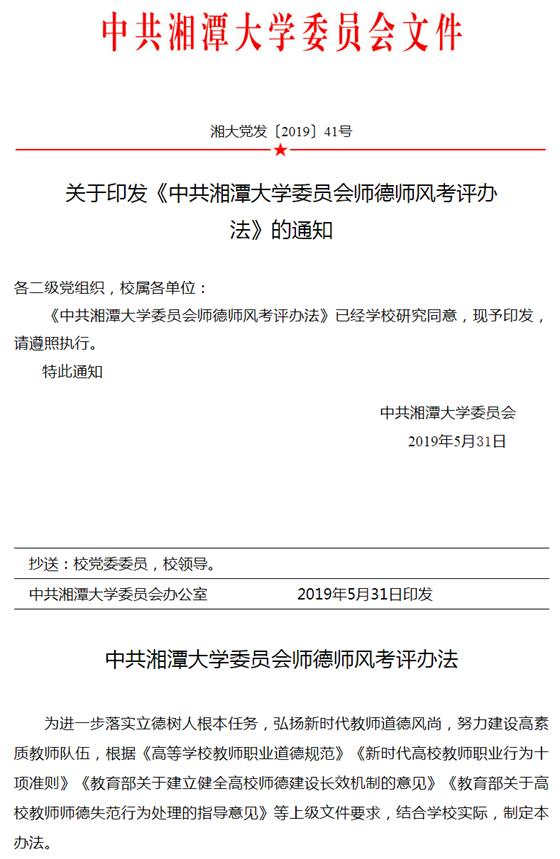 中共湘潭大学委员会文件
湘大党发〔2019〕41号
关于印发《中共湘潭大学委员会师德师风考评办
法》的通知
各二级党组织，校属各单位：
《中共湘潭大学委员会师德师风考评办法》已经学校研究同意，现予印发，
请遵照执行。
特此通知
中共湘潭大学委员会
2019年5月31日
抄送：校党委委员，校领导。
中共湘潭大学委员会办公室 2019年5月31日印发
中共湘潭大学委员会师德师风考评办法
为进一步落实立德树人根本任务，弘扬新时代教师道德风尚，努力建设高素
质教师队伍，根据《高等学校教师职业道德规范》《新时代高校教师职业行为十
项准则》《教育部关于建立健全高校师德建设长效机制的意见》《教育部关于高
校教师师德失范行为处理的指导意见》等上级文件要求，结合学校实际，制定本
办法。